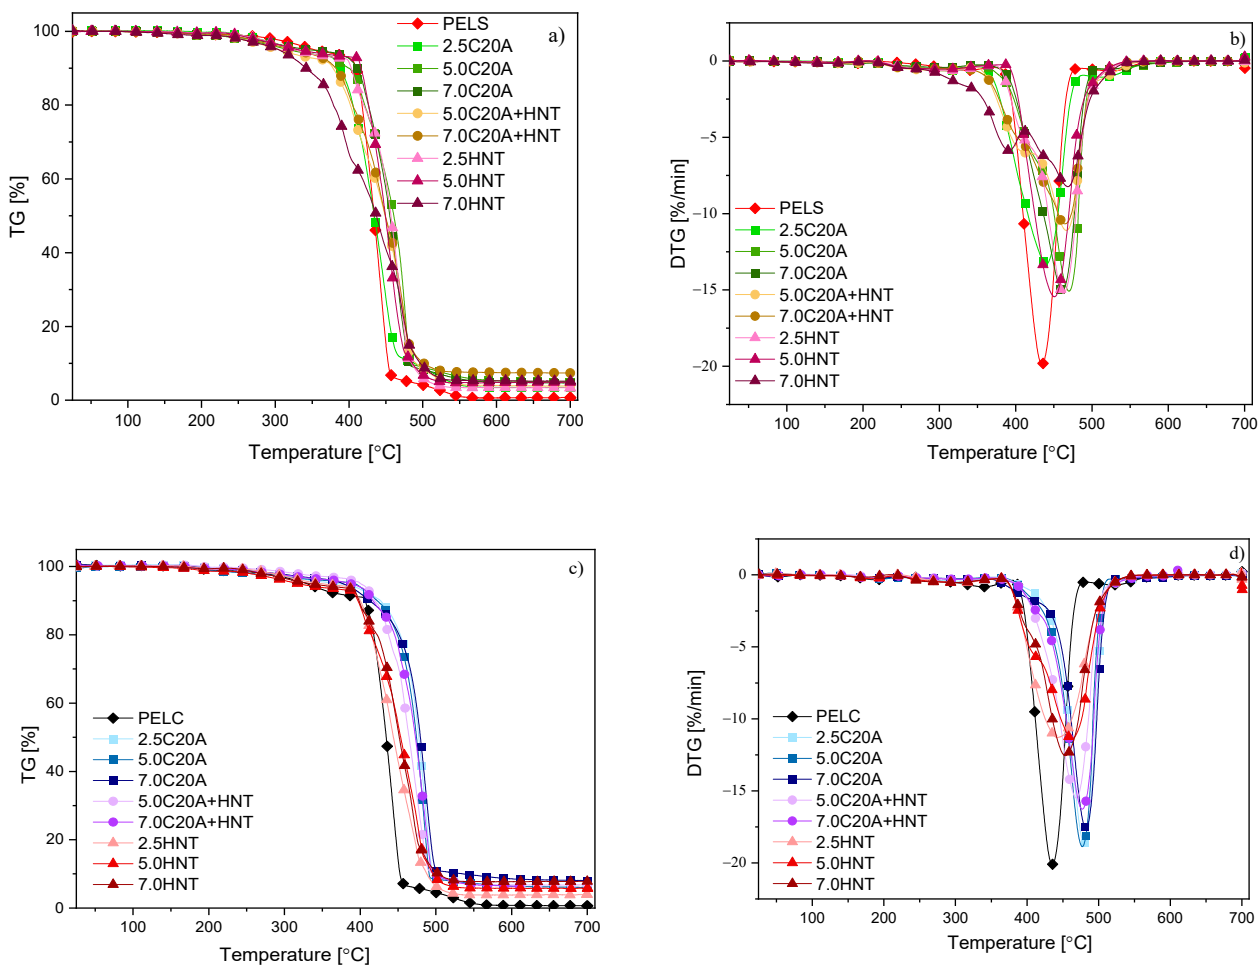 a)
100
80
60
40
20
0
TG [%]
PELS
2.5C20A
5.0C20A
7.0C20A
5.0C20A+HNT
7.0C20A+HNT
2.5HNT
5.0HNT
7.0HNT
100 200 300 400 500 600 700
Temperature [°C]
b)
0
−5
−10
−15
−20
DTG [%/min]
PELS
2.5C20A
5.0C20A
7.0C20A
5.0C20A+HNT
7.0C20A+HNT
2.5HNT
5.0HNT
7.0HNT
100 200 300 400 500 600 700
Temperature [°C]
c)
100
80
60
40
20
0
TG [%]
PELC
2.5C20A
5.0C20A
7.0C20A
5.0C20A+HNT
7.0C20A+HNT
2.5HNT
5.0HNT
7.0HNT
100 200 300 400 500 600 700
Temperature [°C]
d)
0
−5
−10
−15
−20
DTG [%/min]
PELC
2.5C20A
5.0C20A
7.0C20A
5.0C20A+HNT
7.0C20A+HNT
2.5HNT
5.0HNT
7.0HNT
100 200 300 400 500 600 700
Temperature [°C]